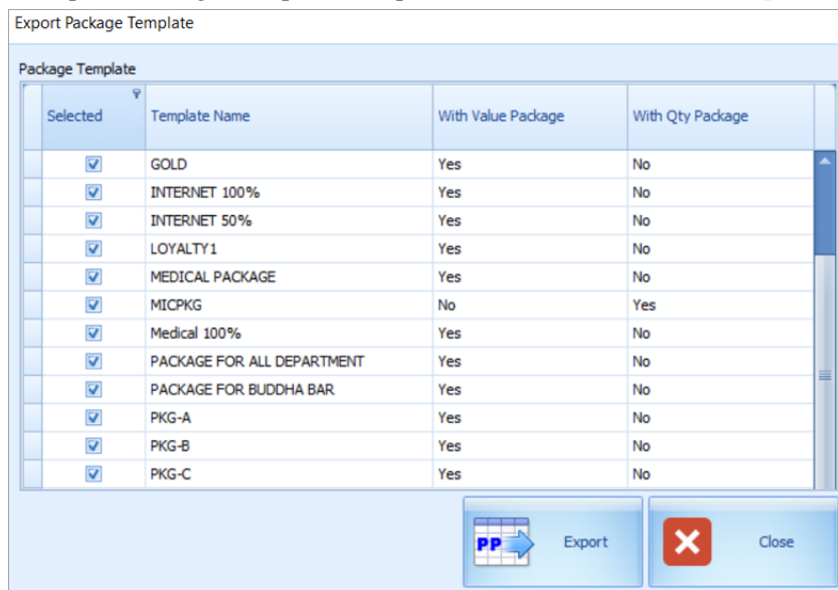 Export Package Template
Package Template
Selected Template Name With Value Package With Qty Package
GOLD Yes No
INTERNET 100% Yes No
INTERNET 50% Yes No
LOYALTY1 Yes No
MEDICAL PACKAGE Yes No
MICPKG No Yes
Medical 100% Yes No
PACKAGE FOR ALL DEPARTMENT Yes No
PACKAGE FOR BUDDHA BAR Yes No
PKG-A Yes No
PKG-B Yes No
PKG-C Yes No
PP Export Close